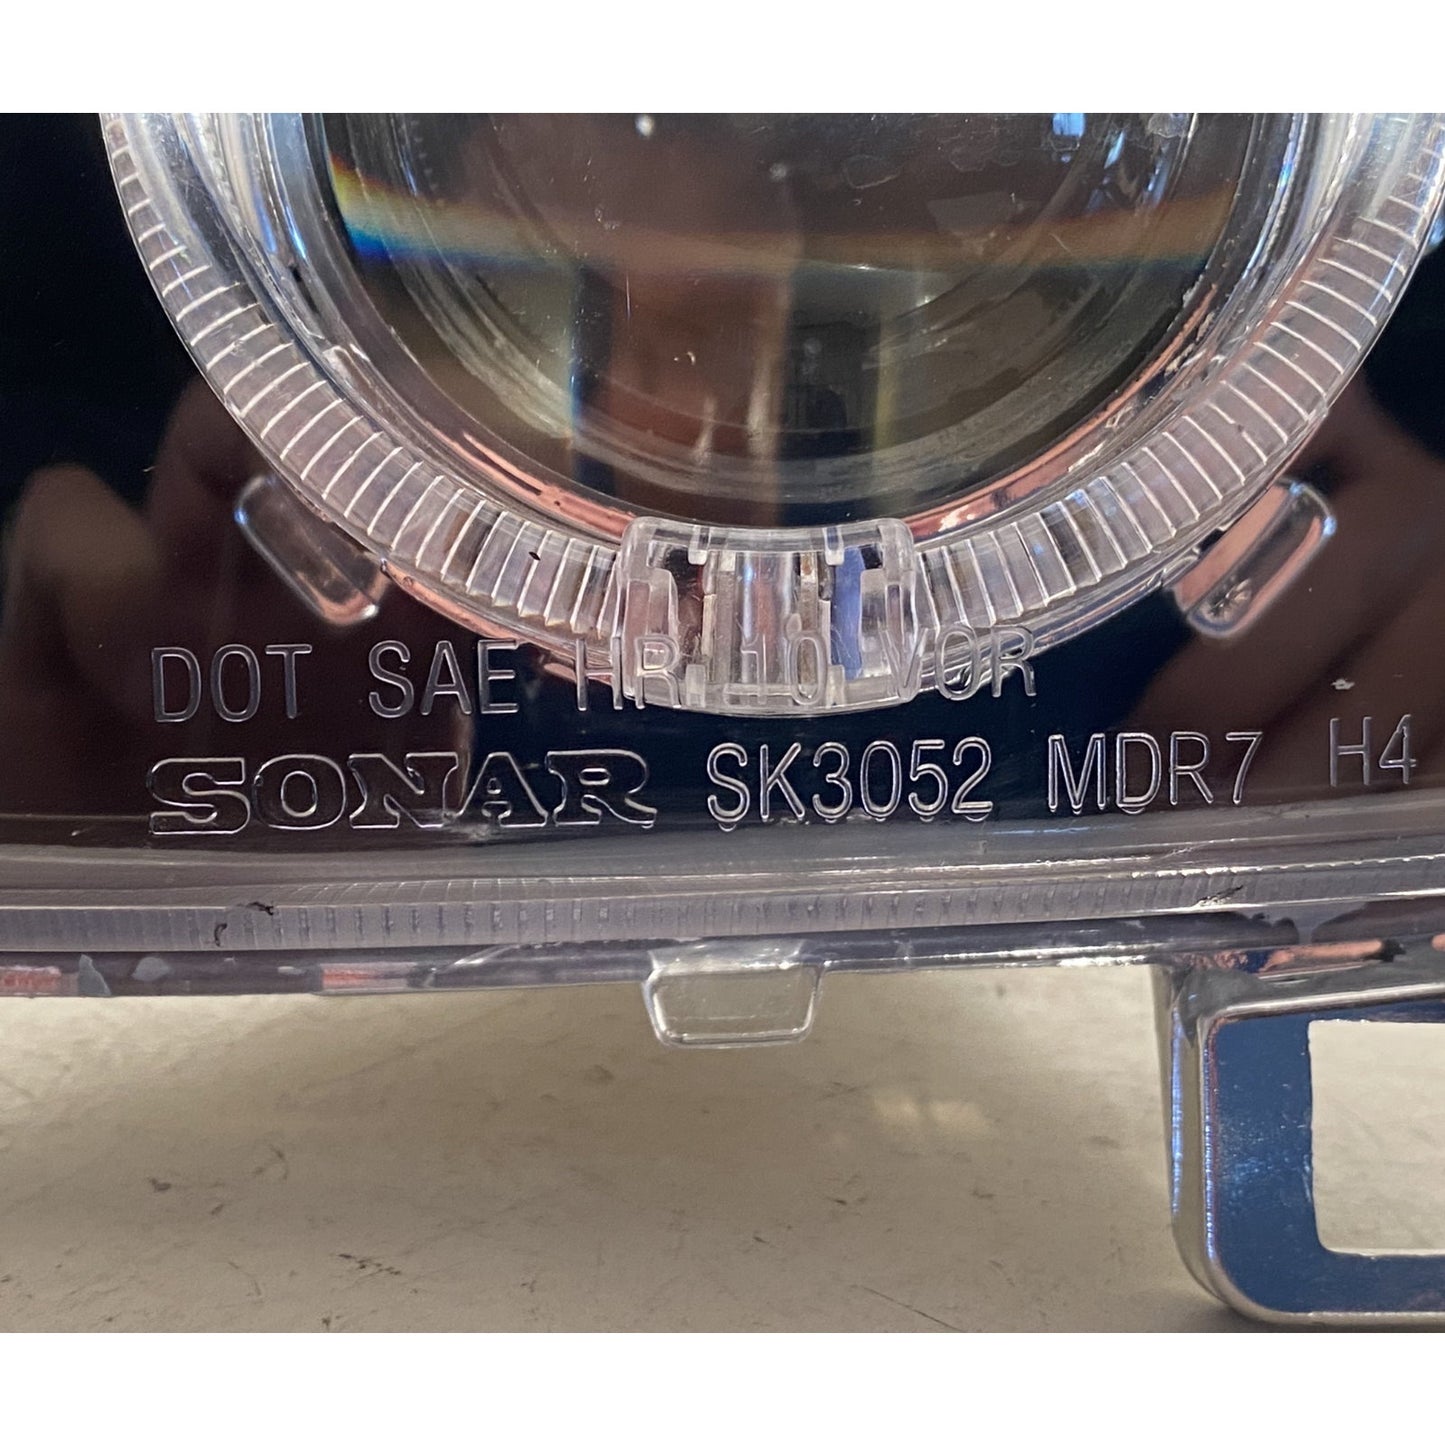 DOT SAE HR 10 VOR
SONAR SK3052 MDR7 H4